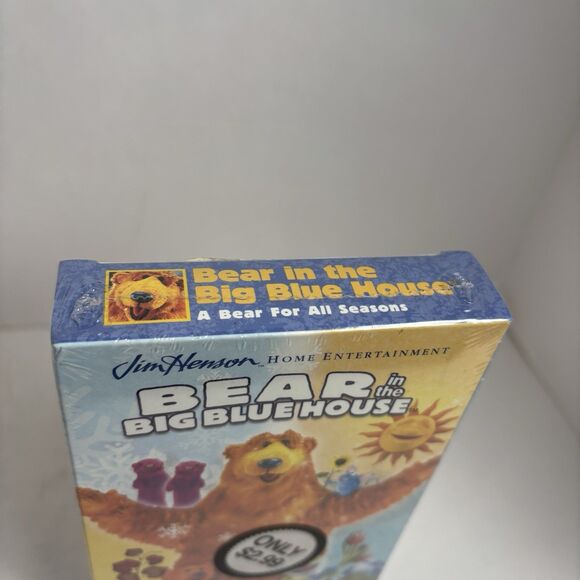 Bear in the
Big Blue House
A Bear For All Seasons
Jim Henson HOME ENTERTAINMENT
BEAR in the
BIG BLUE HOUSE
ONLY
$2.99